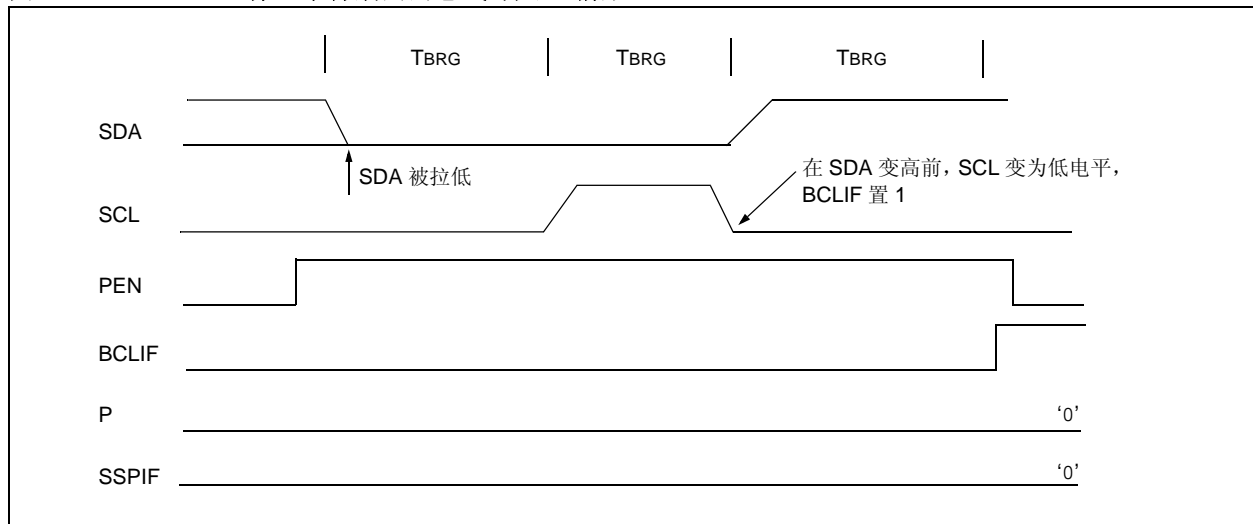 TBRG TBRG TBRG
SDA
SDA 被拉低
在 SDA 变高前，SCL 变为低电平，
BCLIF 置 1
SCL
PEN
BCLIF
P
‘0’
SSPIF
‘0’